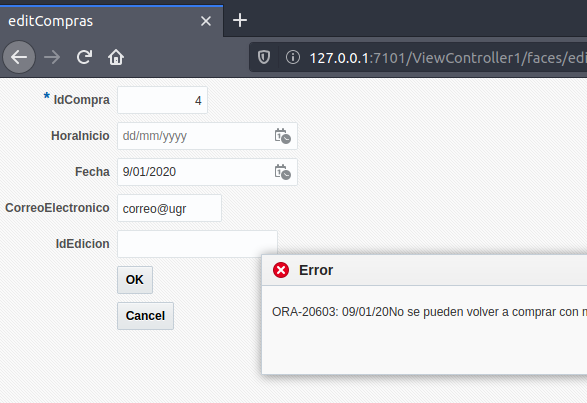 editCompras
127.0.0.1:7101/ViewController1/faces/edi
* IdCompra 4
HoraInicio dd/mm/yyyy
Fecha 9/01/2020
CorreoElectronico correo@ugr
IdEdicion
OK
Error
Cancel
ORA-20603: 09/01/20No se pueden volver a comprar con